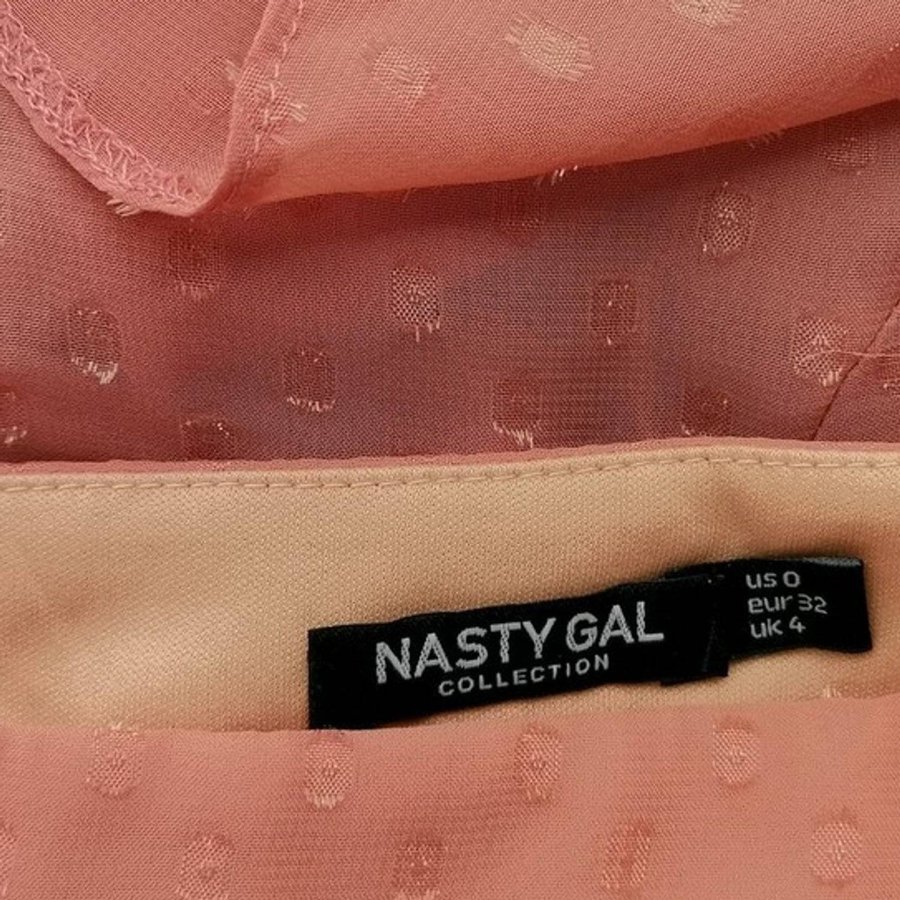 NASTY GAL
COLLECTION
us 0
eur 32
uk 4